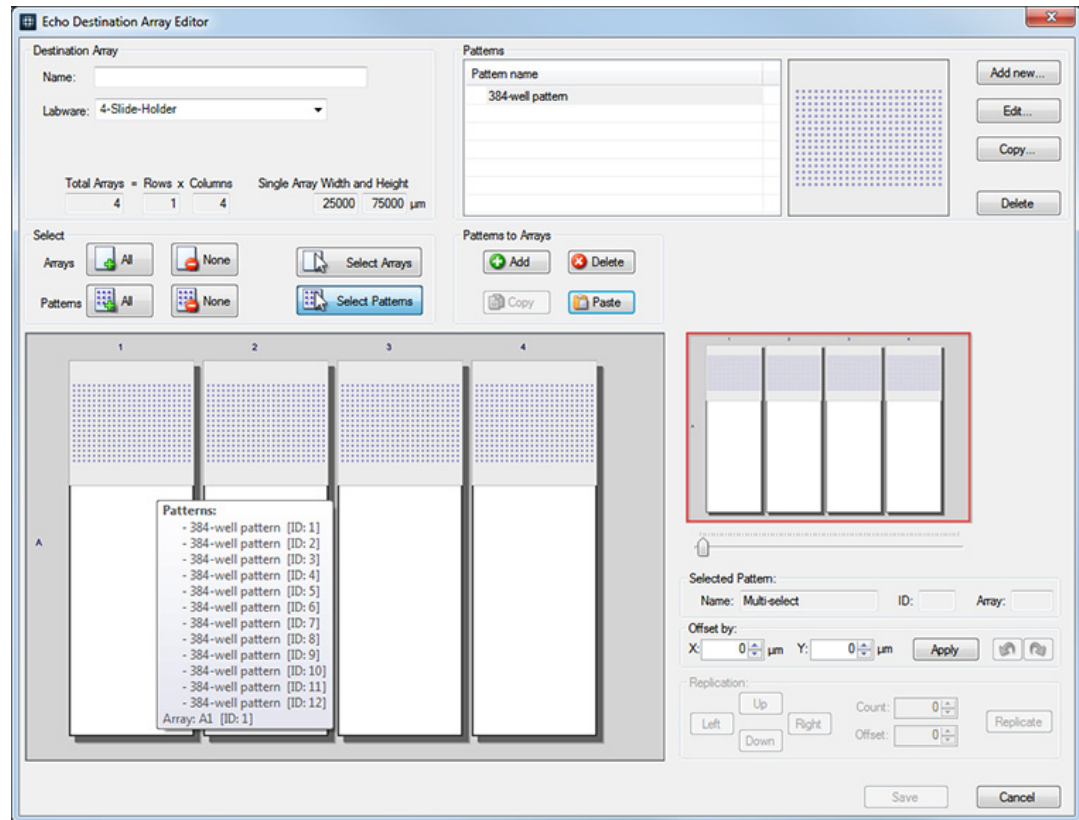 Echo Destination Array Editor
Destination Array
Name:
Labware: 4-Slide-Holder
Total Arrays = Rows x Columns Single Array Width and Height
4 1 4 25000 75000 µm
Patterns
Pattern name
384-well pattern
Add new...
Edit...
Copy...
Delete
Select
Arrays All None Select Arrays
Patterns All None Select Patterns
Patterns to Arrays
Add Delete
Copy Paste
1 2 3 4
A
Patterns:
- 384-well pattern [ID: 1]
- 384-well pattern [ID: 2]
- 384-well pattern [ID: 3]
- 384-well pattern [ID: 4]
- 384-well pattern [ID: 5]
- 384-well pattern [ID: 6]
- 384-well pattern [ID: 7]
- 384-well pattern [ID: 8]
- 384-well pattern [ID: 9]
- 384-well pattern [ID: 10]
- 384-well pattern [ID: 11]
- 384-well pattern [ID: 12]
Array: A1 [ID: 1]
1 2 3 4
A
Selected Pattern:
Name: Multi-select ID: Array:
Offset by:
X: 0 µm Y: 0 µm Apply
Replication:
Up
Left Right
Down
Count: 0
Offset: 0
Replicate
Save Cancel